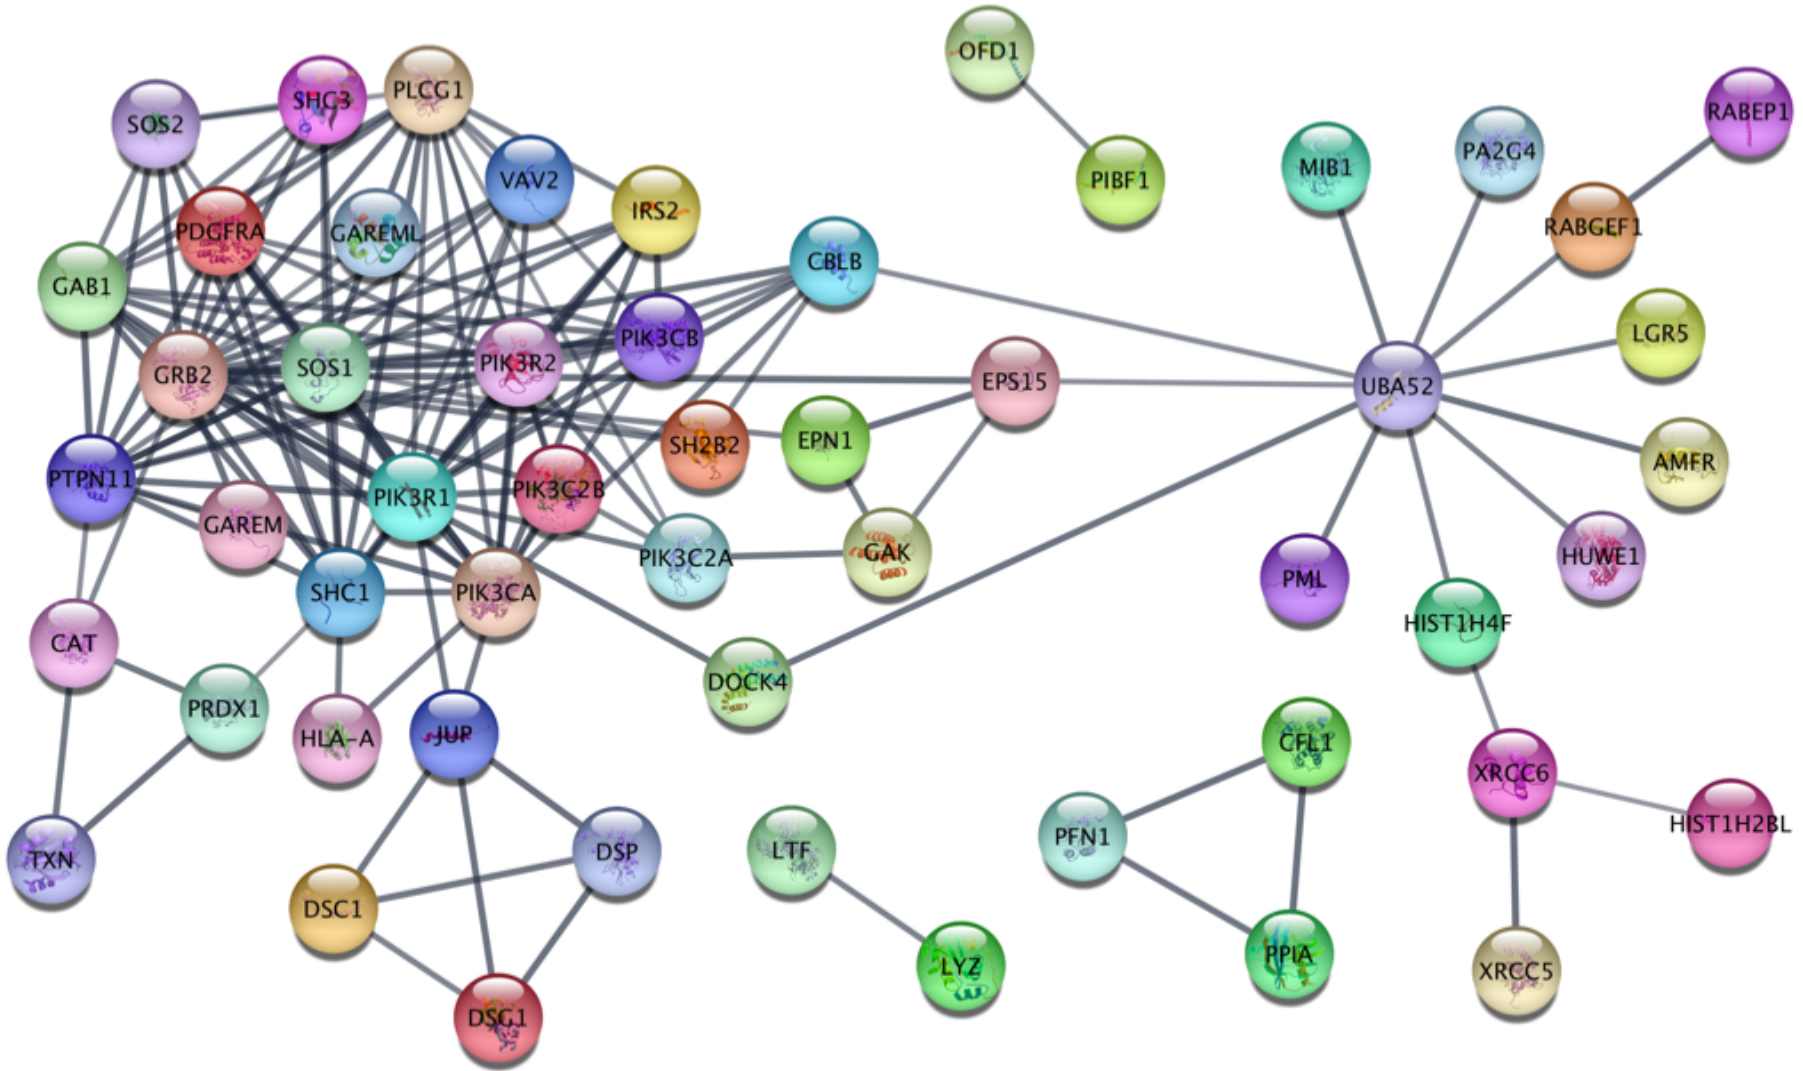 OFD1
SHC3
PLCG1
SOS2
RABEP1
PA2G4
MIB1
VAV2
PIBF1
IRS2
PDGFRA
GAREML
RABGEF1
CBLB
GAB1
LGR5
PIK3CB
PIK3R2
SOS1
GRB2
EPS15
UBA52
EPN1
SH2B2
AMFR
PTPN11
PIK3C2B
PIK3R1
GAREM
GAK
PIK3C2A
HUWE1
PML
SHC1
PIK3CA
HIST1H4F
CAT
DOCK4
PRDX1
JUP
HLA-A
CFL1
XRCC6
HIST1H2BL
PFN1
LTF
DSP
TXN
DSC1
PPIA
LYZ
XRCC5
DSG1